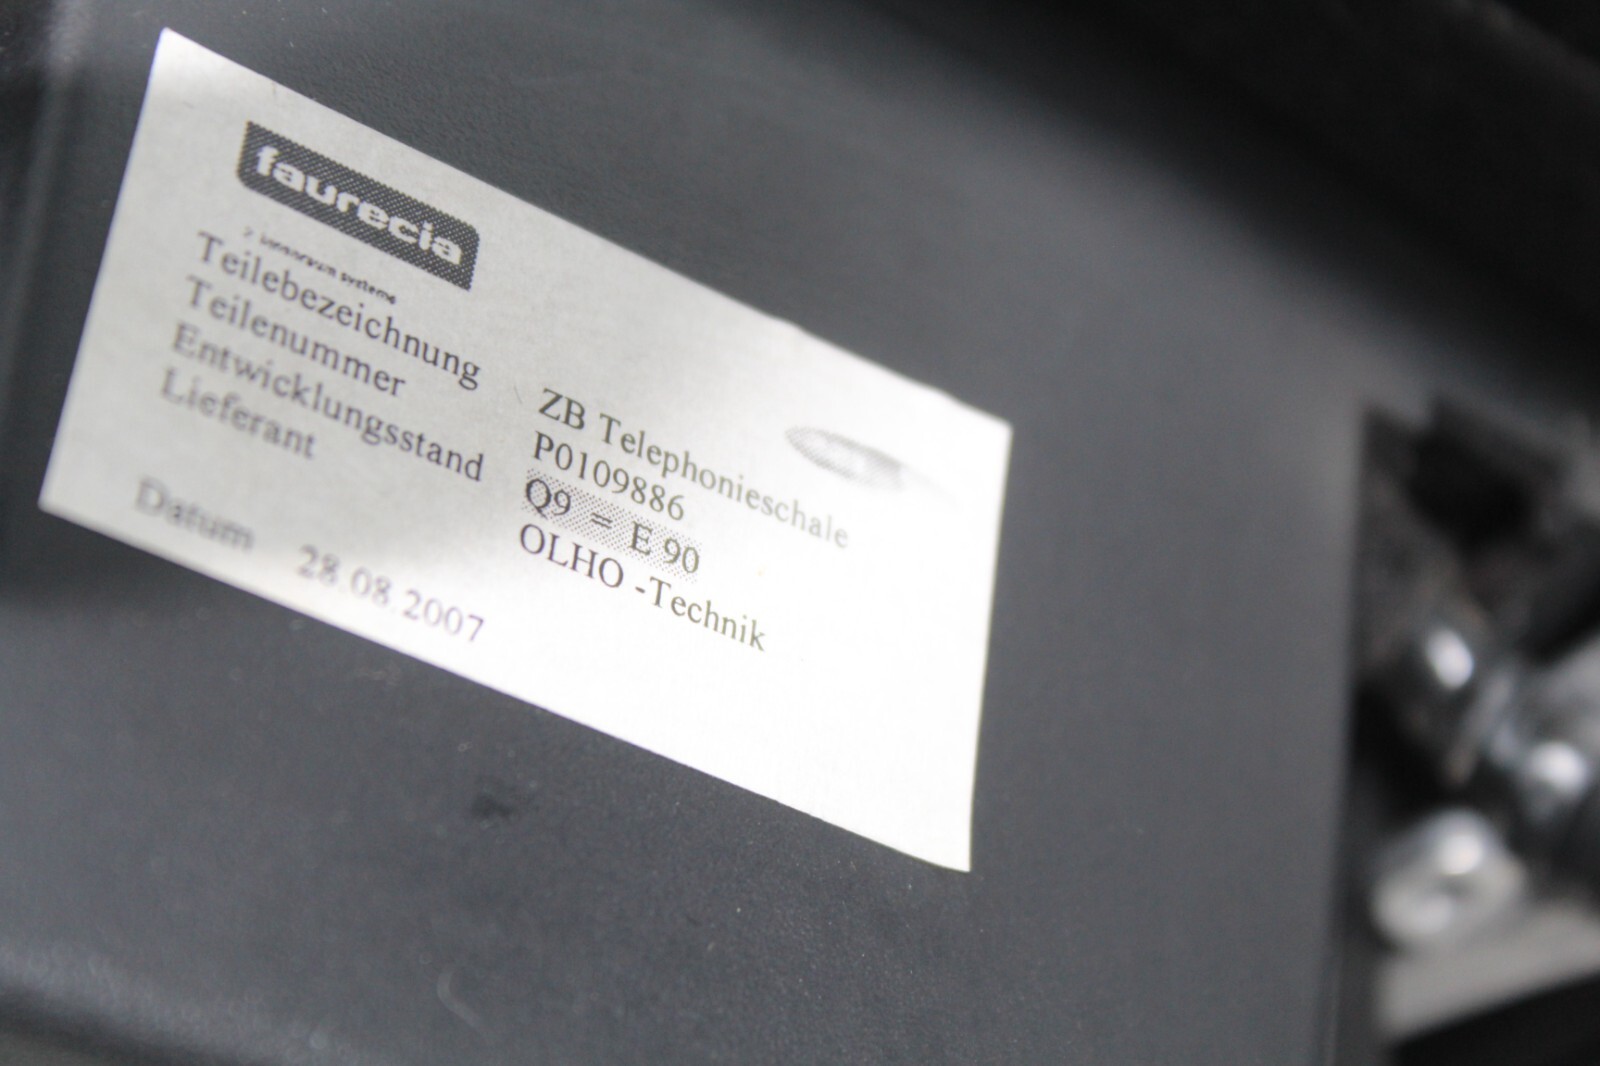 faurecia
Teilebezeichnung ZB Telephonieschale
Teilenummer P0109886
Entwicklungsstand Q9 = E 90
Lieferant OLHO -Technik
Datum 28.08.2007